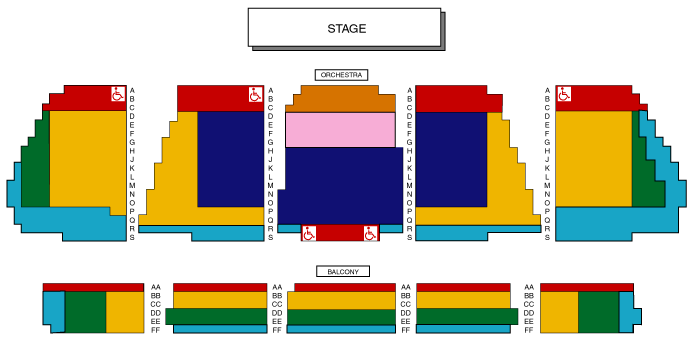 STAGE
ORCHESTRA
A A A A
B B B B
C C C C
D D D D
E E E E
F F F F
G G G G
H H H H
J J J J
K K K K
L L L L
M M M M
N N N N
O O O O
P P P P
Q Q Q Q
R R R R
S S S S
BALCONY
AA AA AA AA
BB BB BB BB
CC CC CC CC
DD DD DD DD
EE EE EE EE
FF FF FF FF